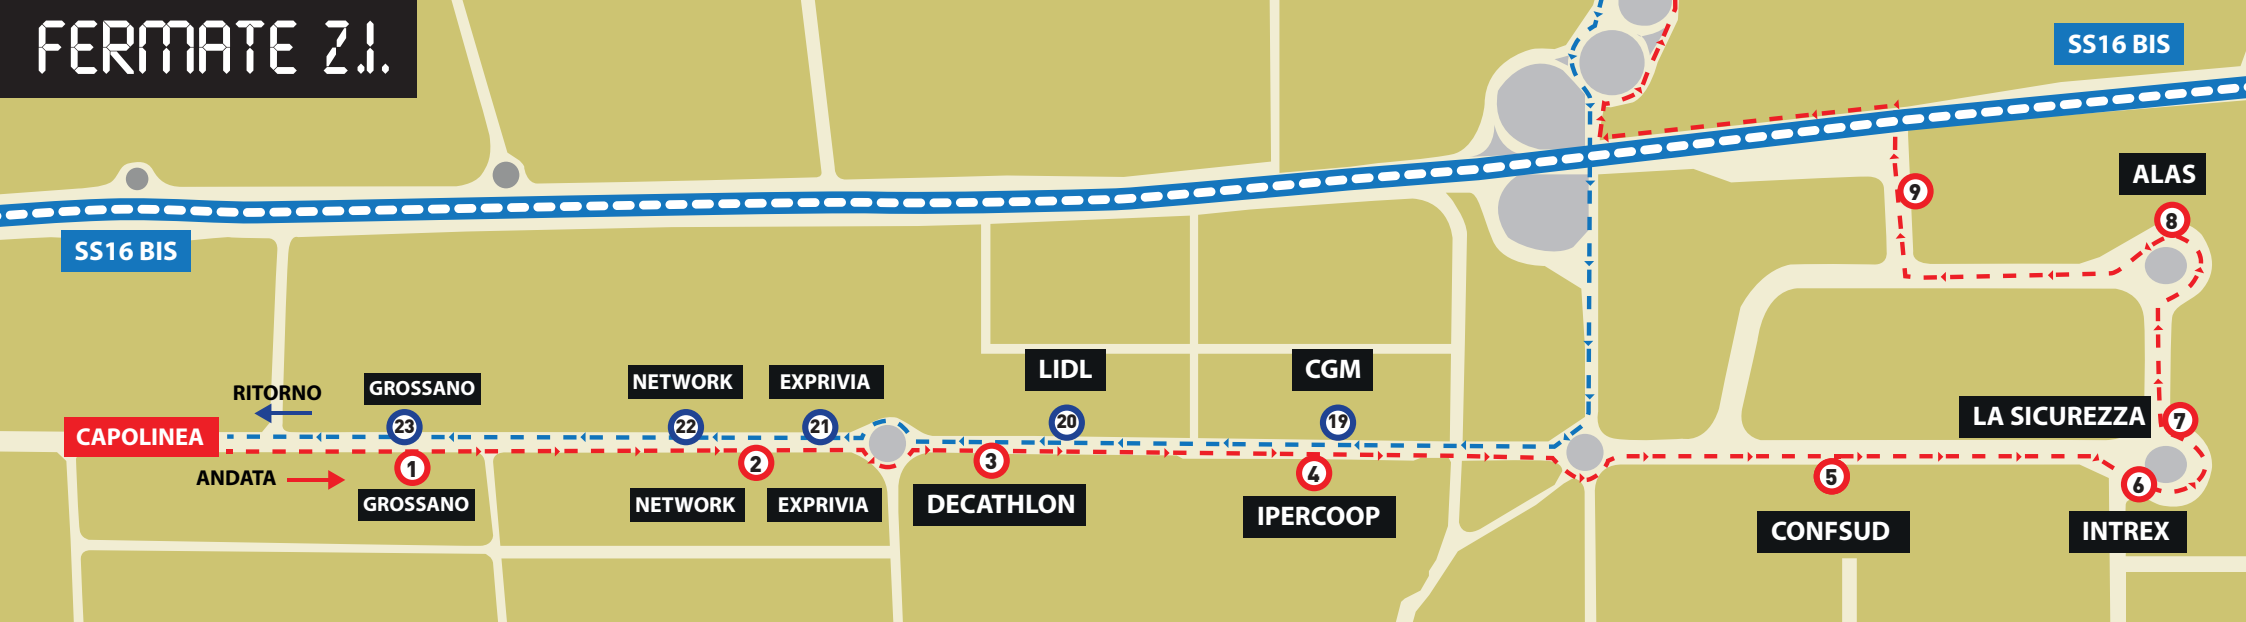 FERMATE Z.I.
SS16 BIS
SS16 BIS
ALAS
8
9
LIDL
CGM
RITORNO
GROSSANO
NETWORK
EXPRIVIA
20
19
23
22
21
CAPOLINEA
LA SICUREZZA
7
ANDATA
1
2
3
4
5
6
GROSSANO
NETWORK
EXPRIVIA
DECATHLON
IPERCOOP
CONFSUD
INTREX